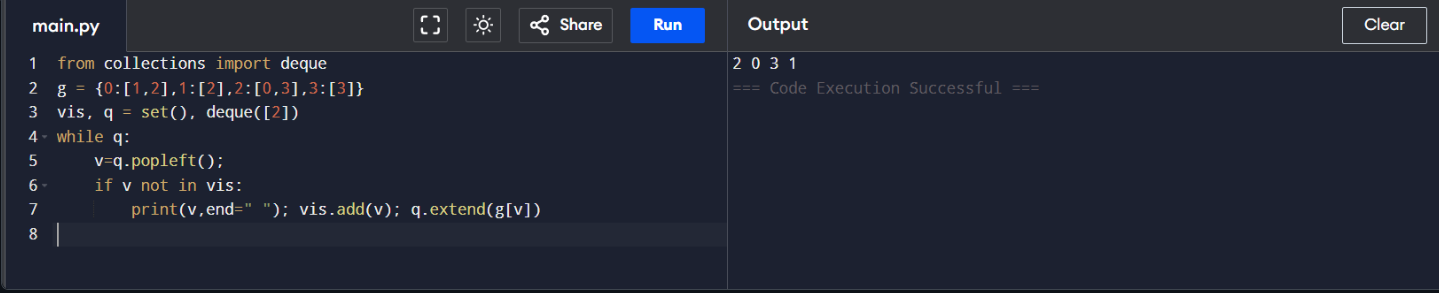 main.py Share Run Output Clear
1 from collections import deque
2 g = {0:[1,2],1:[2],2:[0,3],3:[3]}
3 vis, q = set(), deque([2])
4 while q:
5     v=q.popleft();
6     if v not in vis:
7         print(v,end=" "); vis.add(v); q.extend(g[v])
8
2 0 3 1
=== Code Execution Successful ===